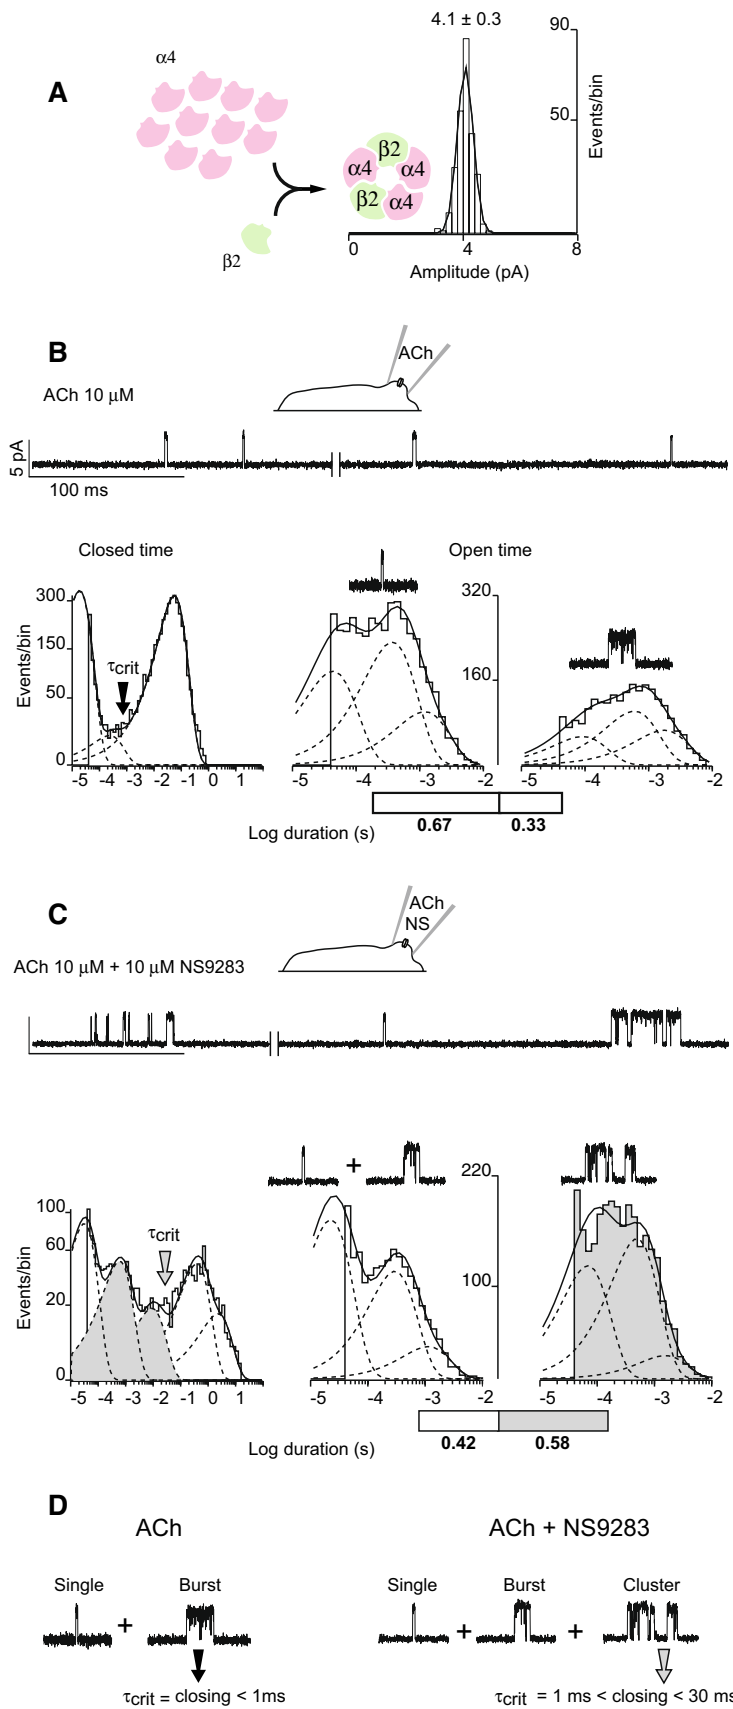 A
α4
β2
β2
α4
α4
β2
α4
4.1 ± 0.3
90
50
Events/bin
0
4
8
Amplitude (pA)
B
ACh 10 μM
ACh
5 pA
100 ms
Closed time
Open time
300
150
50
0
Events/bin
τcrit
-5 -4 -3 -2 -1 0 1
-5 -4 -3 -2
320
160
-5 -4 -3 -2
Log duration (s)
0.67
0.33
C
ACh 10 μM + 10 μM NS9283
ACh
NS
100
60
20
0
Events/bin
τcrit
-5 -4 -3 -2 -1 0 1
+
-5 -4 -3 -2
220
100
-5 -4 -3 -2
Log duration (s)
0.42
0.58
D
ACh
ACh + NS9283
Single
+
Burst
τcrit = closing < 1ms
Single
+
Burst
+
Cluster
τcrit = 1 ms < closing < 30 ms